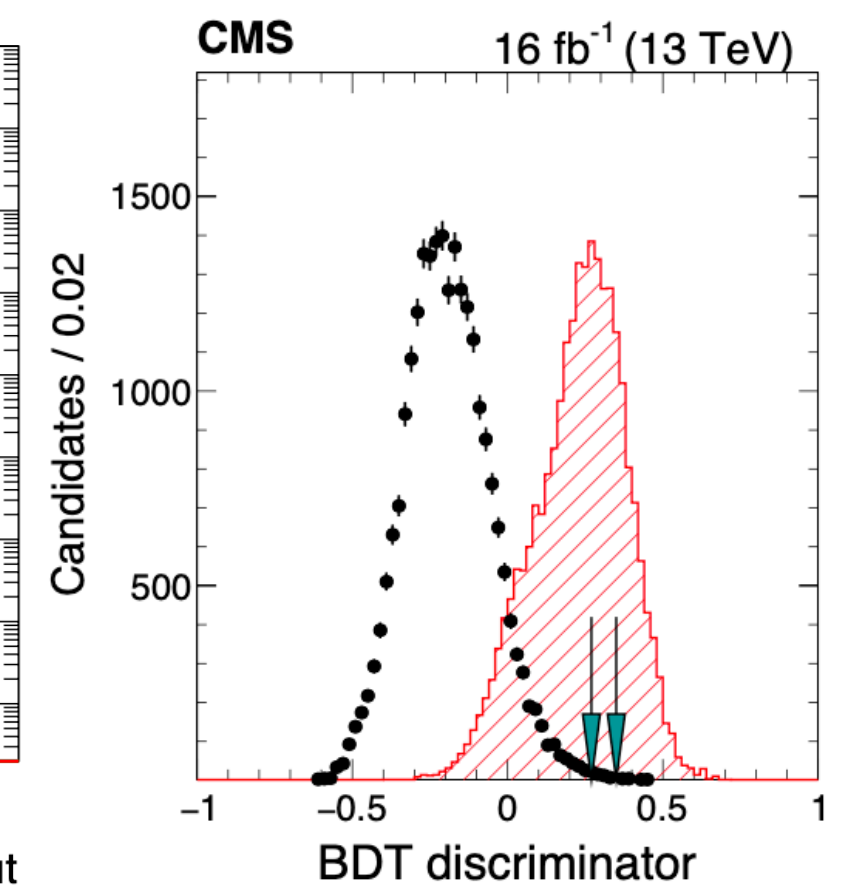 CMS
16 fb⁻¹ (13 TeV)
Candidates / 0.02
1500
1000
500
−1
−0.5
0
0.5
1
BDT discriminator